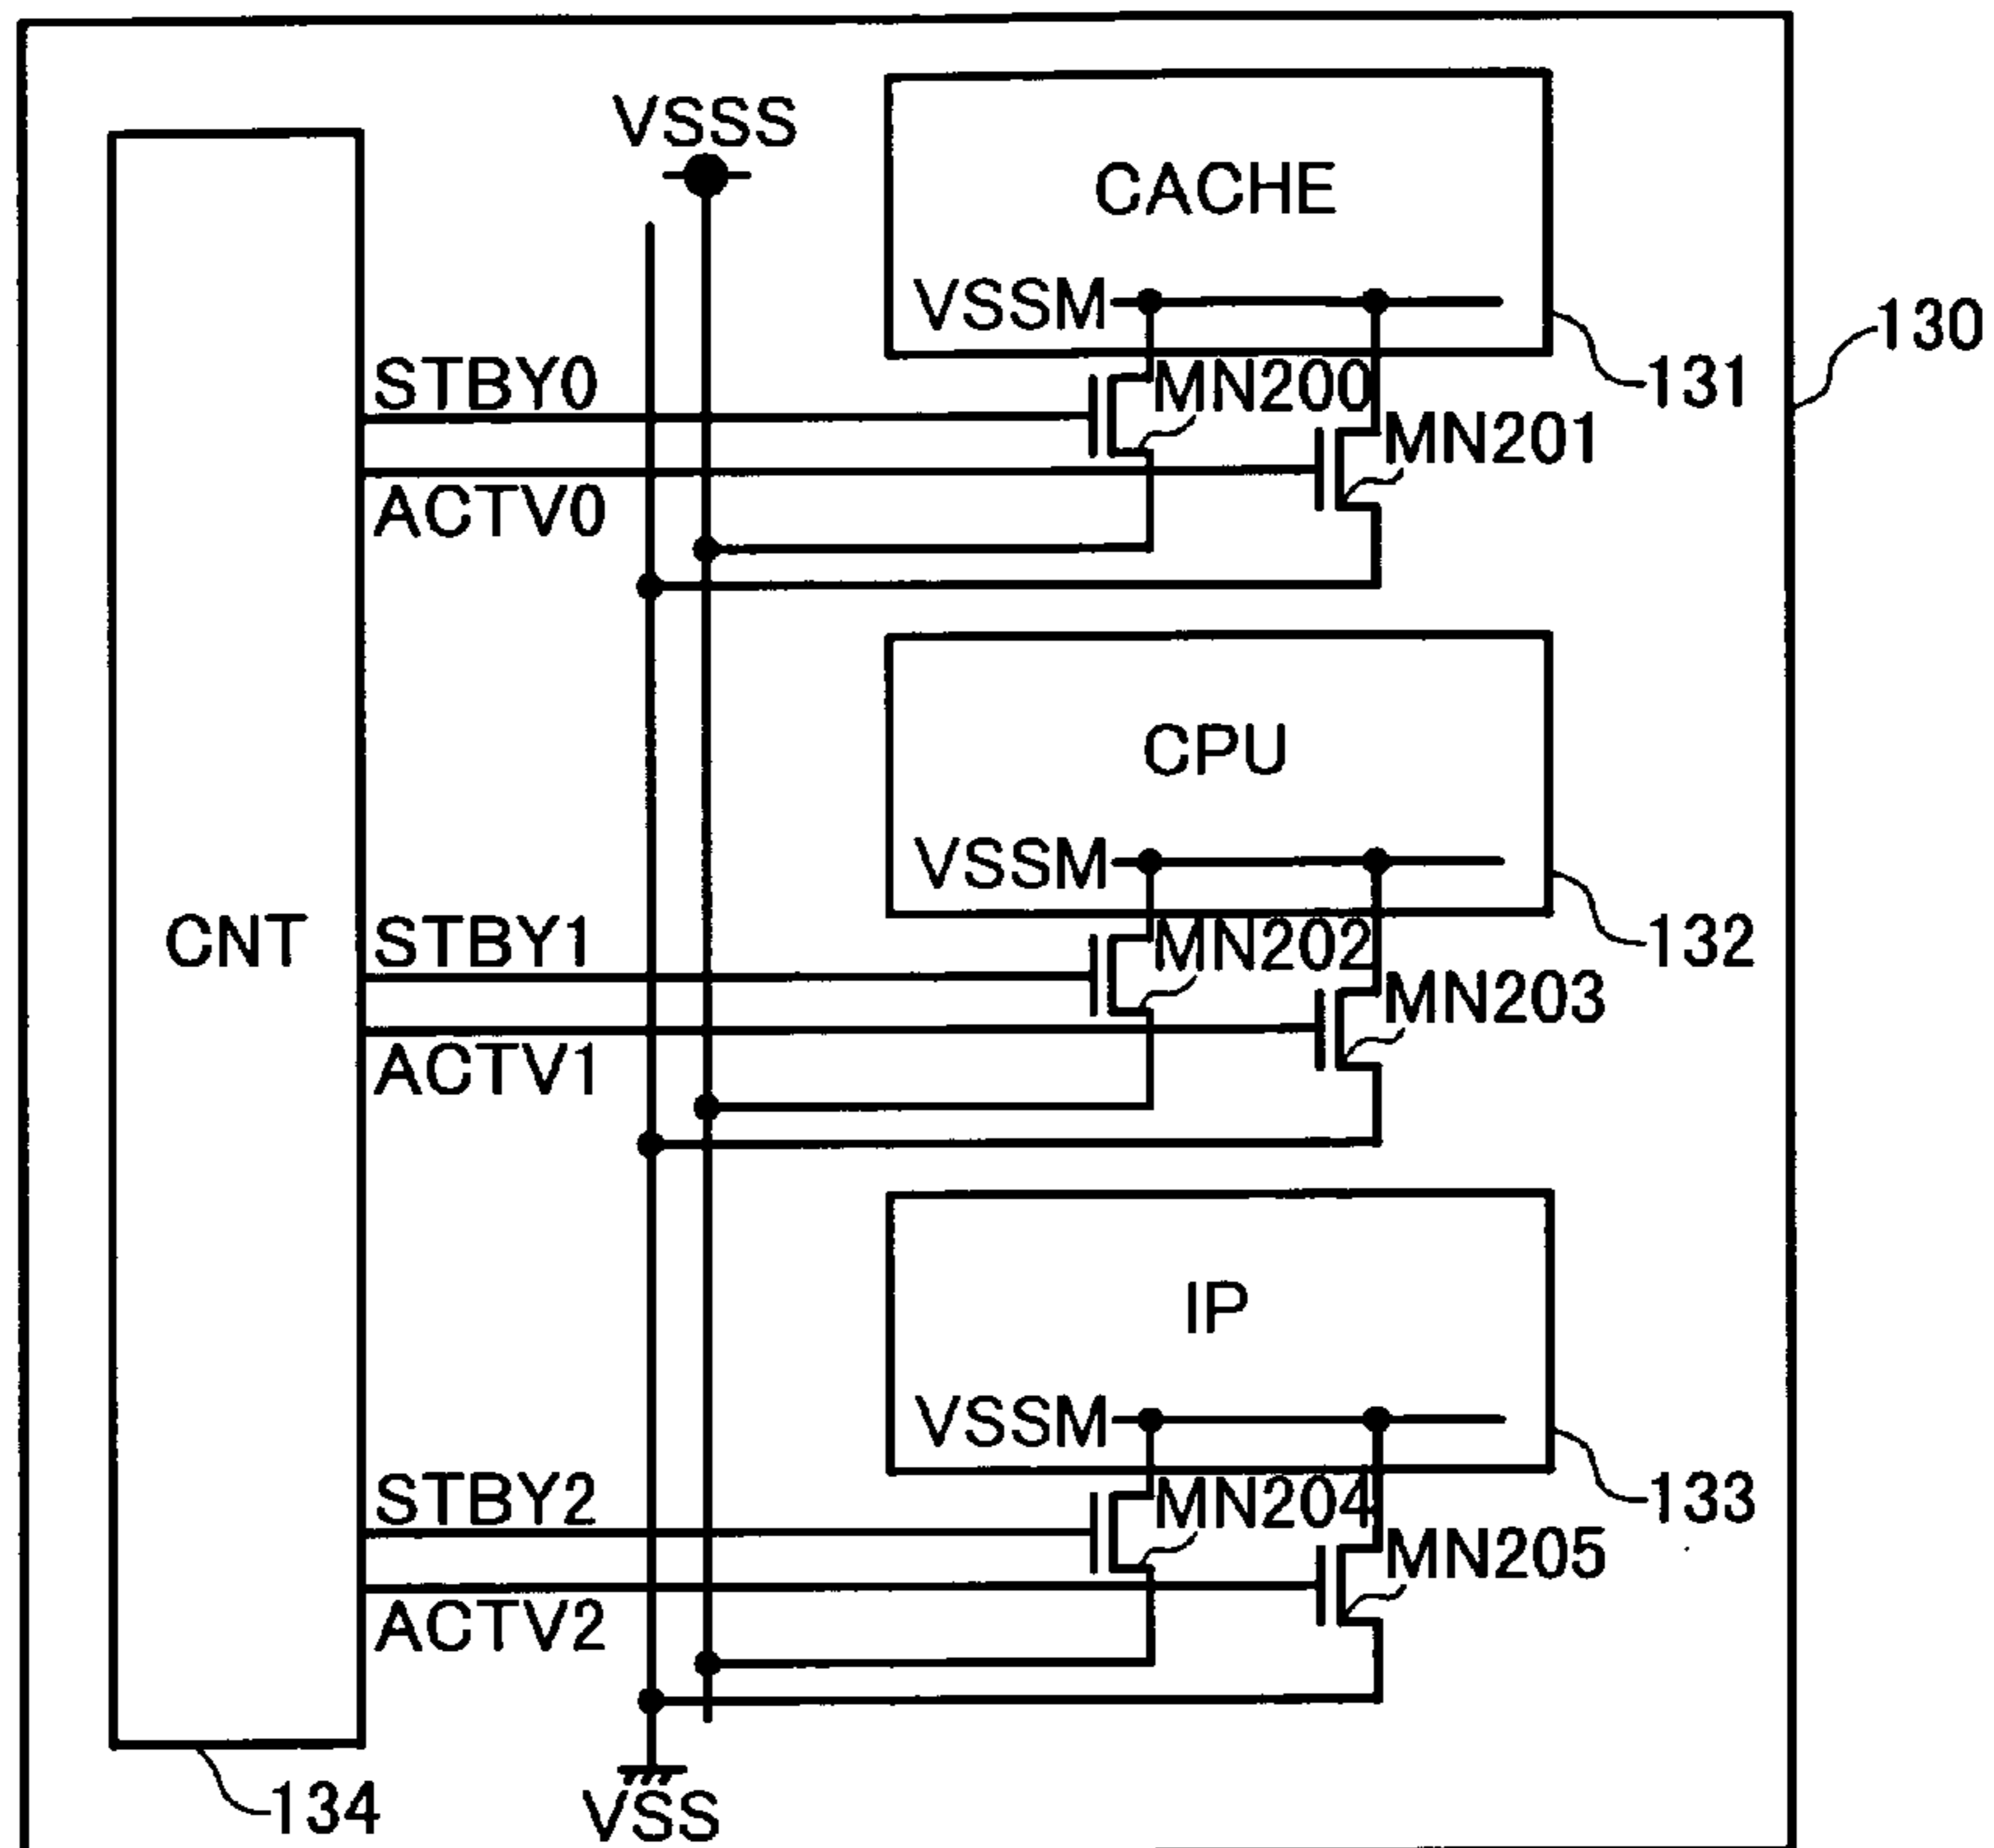 VSSS
CACHE
VSSM
130
131
STBY0
MN200
MN201
ACTV0
CPU
VSSM
132
CNT
STBY1
MN202
MN203
ACTV1
IP
VSSM
133
STBY2
MN204
MN205
ACTV2
134
VSS